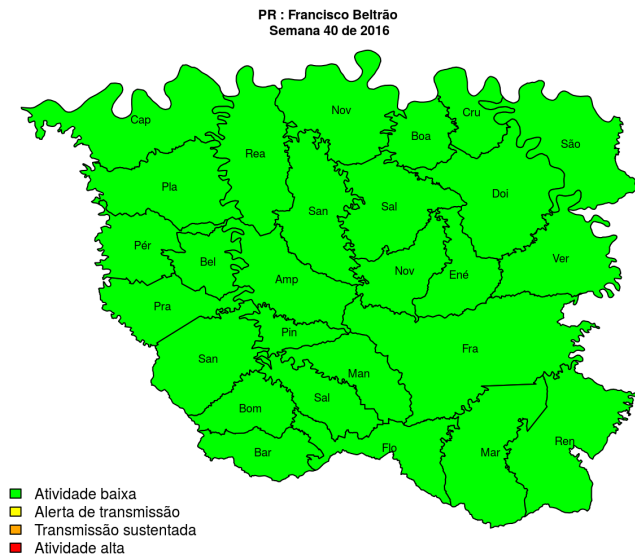 PR : Francisco Beltrão
Semana 40 de 2016
Cap
Nov
Cru
Boa
São
Rea
Pla
San
Sal
Doi
Pér
Bel
Amp
Nov
Ené
Ver
Pra
Pin
San
Man
Fra
Sal
Bom
Bar
Flo
Mar
Ren
Atividade baixa
Alerta de transmissão
Transmissão sustentada
Atividade alta